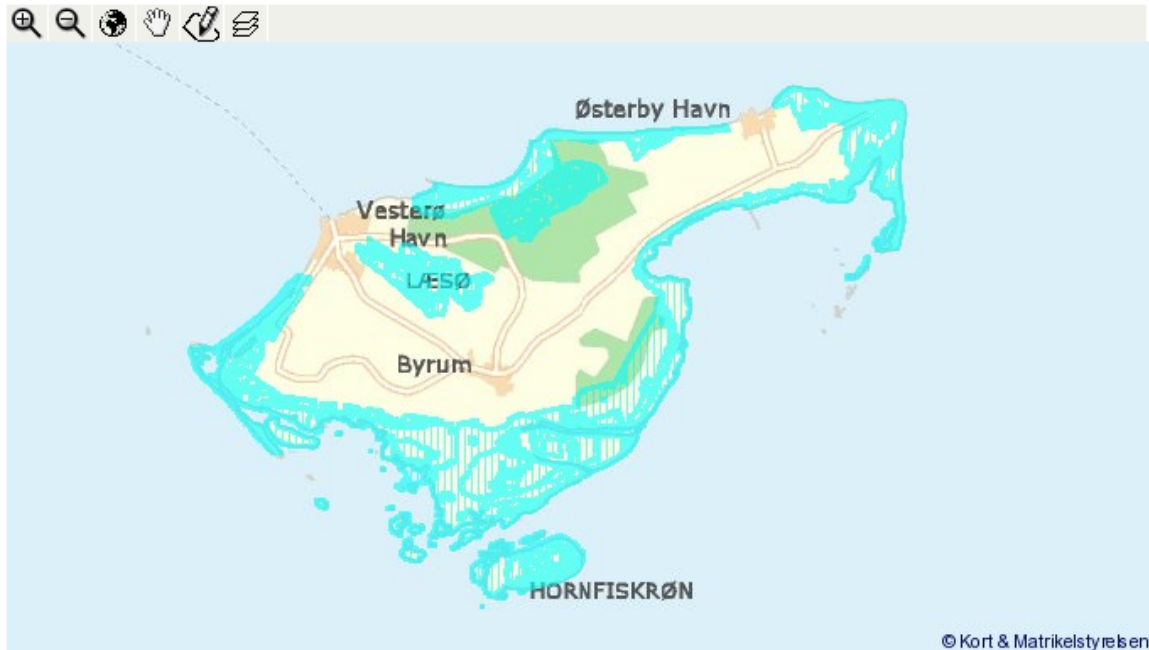 Østerby Havn
Vesterø
Havn
LÆSØ
Byrum
HORNFISKRØN
© Kort & Matrikelstyrelsen